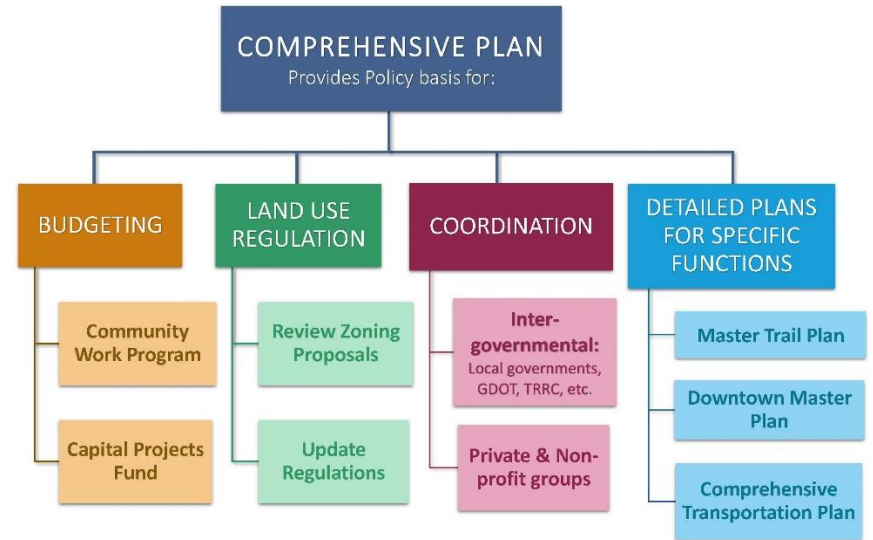 COMPREHENSIVE PLAN
Provides Policy basis for:
BUDGETING
Community
Work Program
Capital Projects
Fund
LAND USE
REGULATION
Review Zoning
Proposals
Update
Regulations
COORDINATION
Inter-
governmental:
Local governments,
GDOT, TRRC, etc.
Private & Non-
profit groups
DETAILED PLANS
FOR SPECIFIC
FUNCTIONS
Master Trail Plan
Downtown Master
Plan
Comprehensive
Transportation Plan